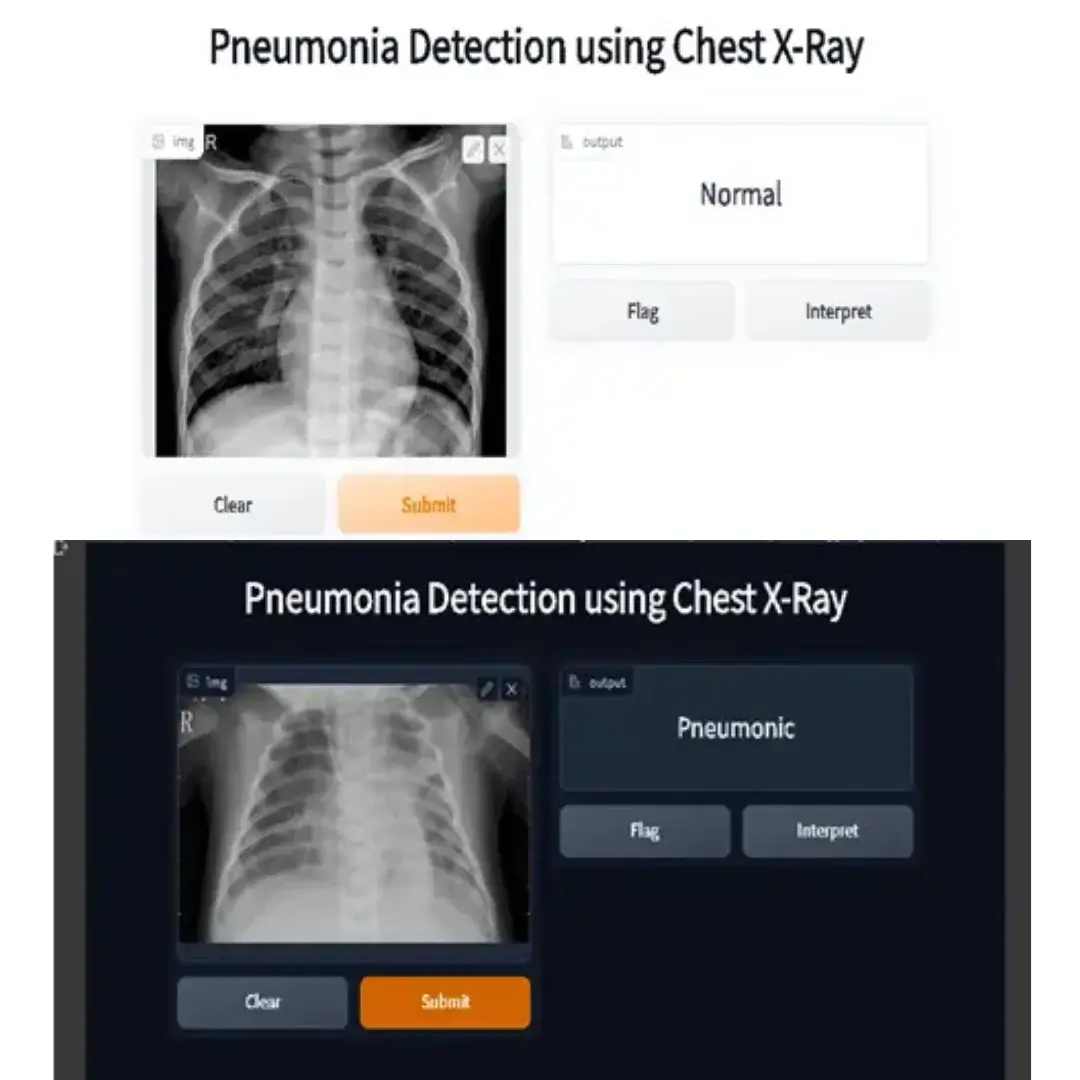 Pneumonia Detection using Chest X-Ray
img
R
output
Normal
Flag
Interpret
Clear
Submit
Pneumonia Detection using Chest X-Ray
img
R
output
Pneumonic
Flag
Interpret
Clear
Submit